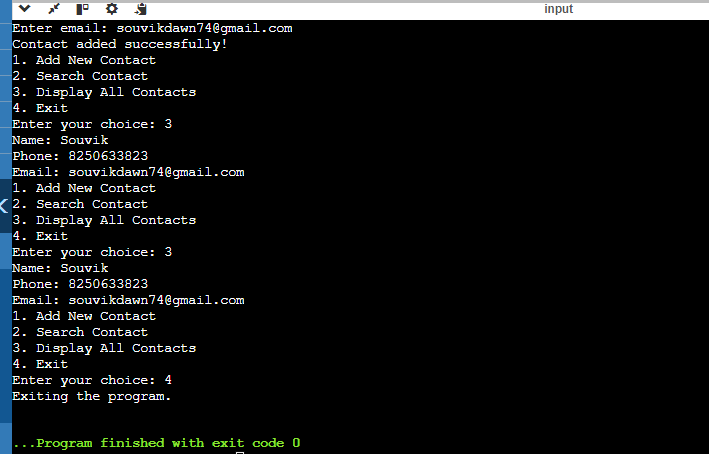 input
Enter email: souvikdawn74@gmail.com
Contact added successfully!
1. Add New Contact
2. Search Contact
3. Display All Contacts
4. Exit
Enter your choice: 3
Name: Souvik
Phone: 8250633823
Email: souvikdawn74@gmail.com
1. Add New Contact
2. Search Contact
3. Display All Contacts
4. Exit
Enter your choice: 3
Name: Souvik
Phone: 8250633823
Email: souvikdawn74@gmail.com
1. Add New Contact
2. Search Contact
3. Display All Contacts
4. Exit
Enter your choice: 4
Exiting the program.
...Program finished with exit code 0